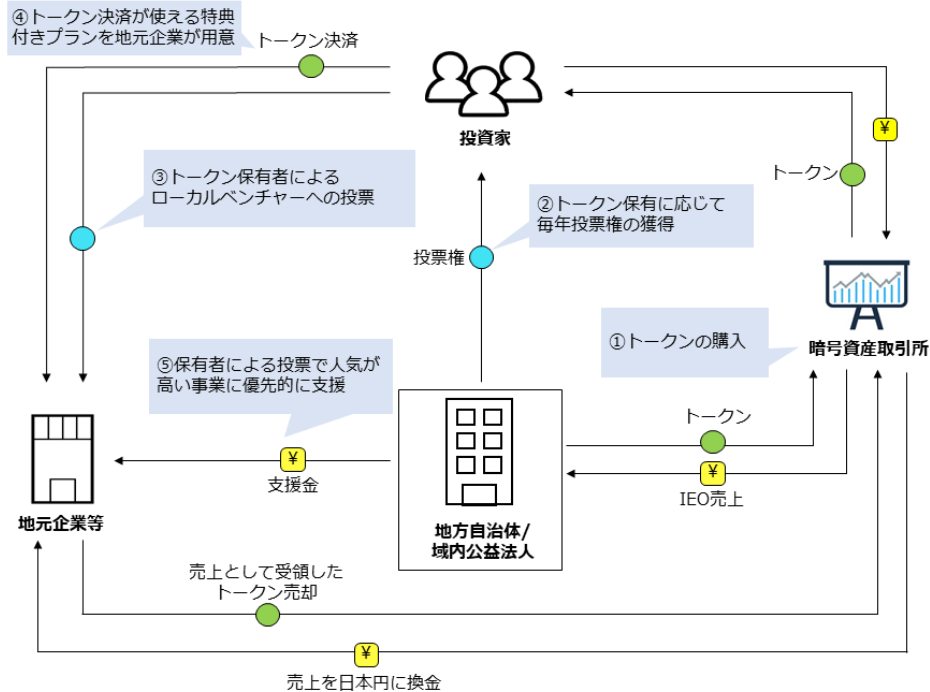 ④トークン決済が使える特典
付きプランを地元企業が用意
トークン決済
¥
投資家
トークン
③トークン保有者による
ローカルベンチャーへの投票
②トークン保有に応じて
毎年投票権の獲得
投票権
①トークンの購入
暗号資産取引所
⑤保有者による投票で人気が
高い事業に優先的に支援
トークン
¥
支援金
¥
IEO売上
地元企業等
地方自治体/
域内公益法人
売上として受領した
トークン売却
¥
売上を日本円に換金